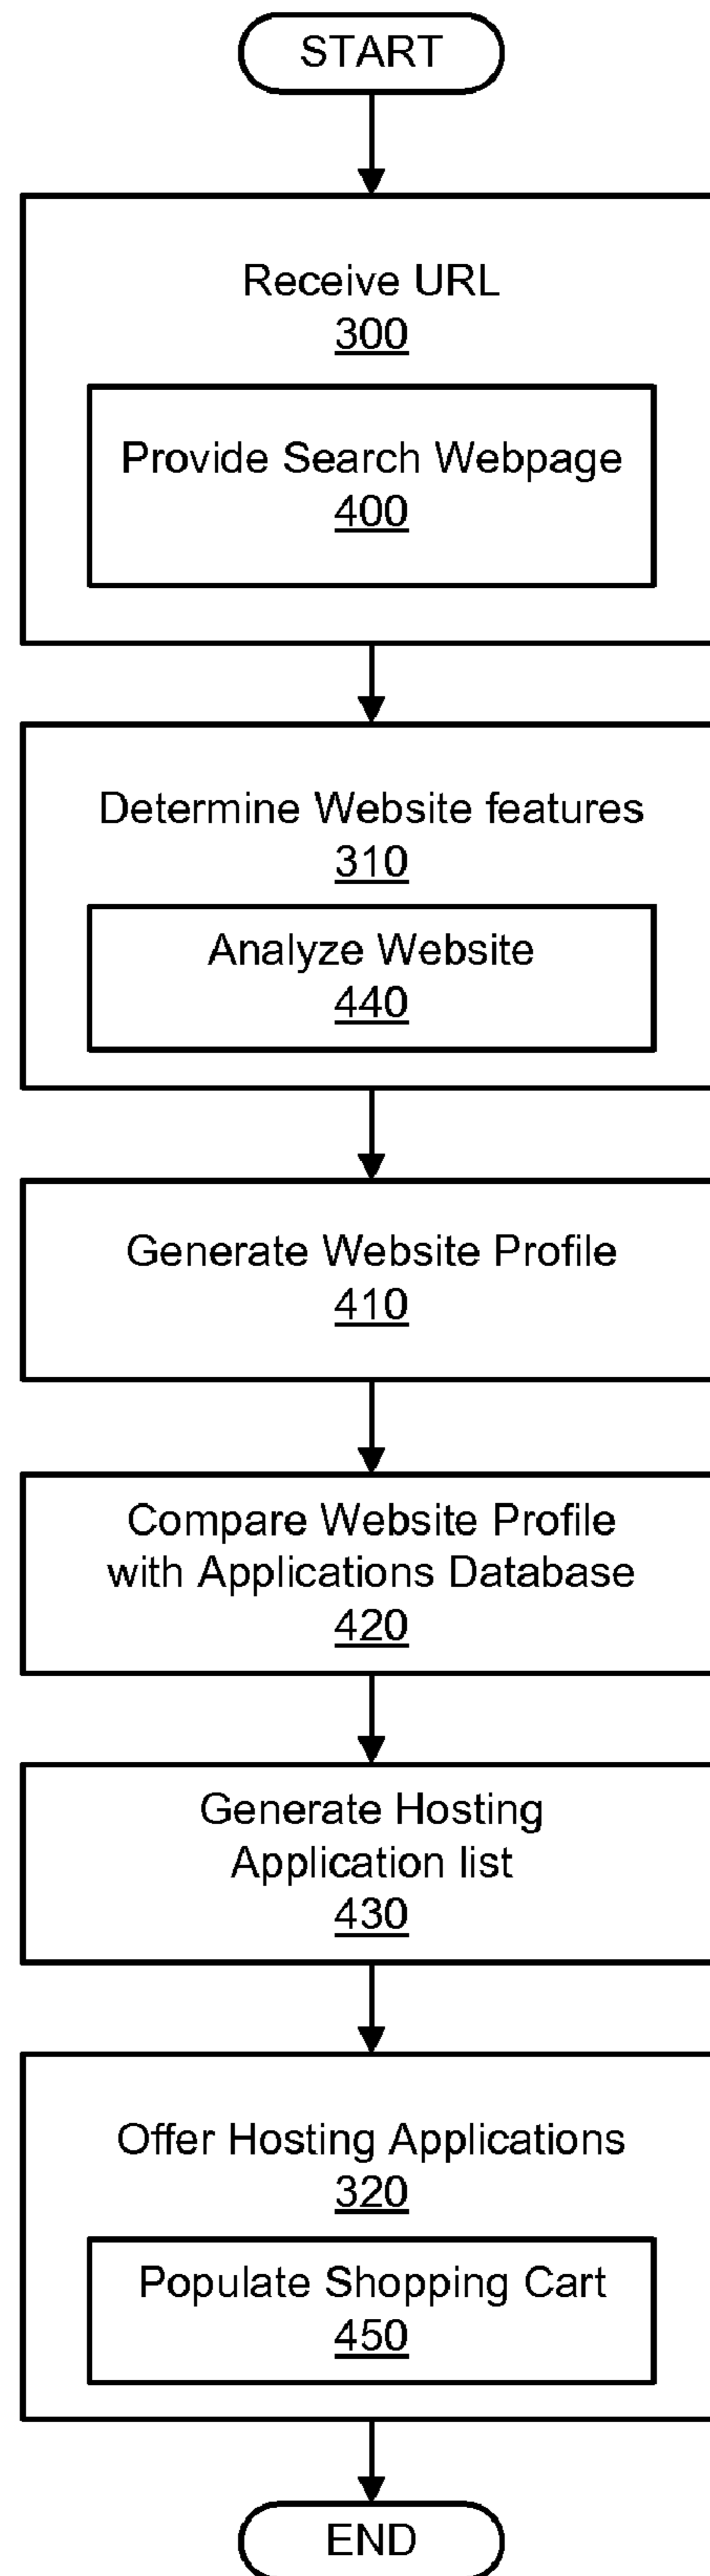 START
Receive URL
300
Provide Search Webpage
400
Determine Website features
310
Analyze Website
440
Generate Website Profile
410
Compare Website Profile
with Applications Database
420
Generate Hosting
Application list
430
Offer Hosting Applications
320
Populate Shopping Cart
450
END